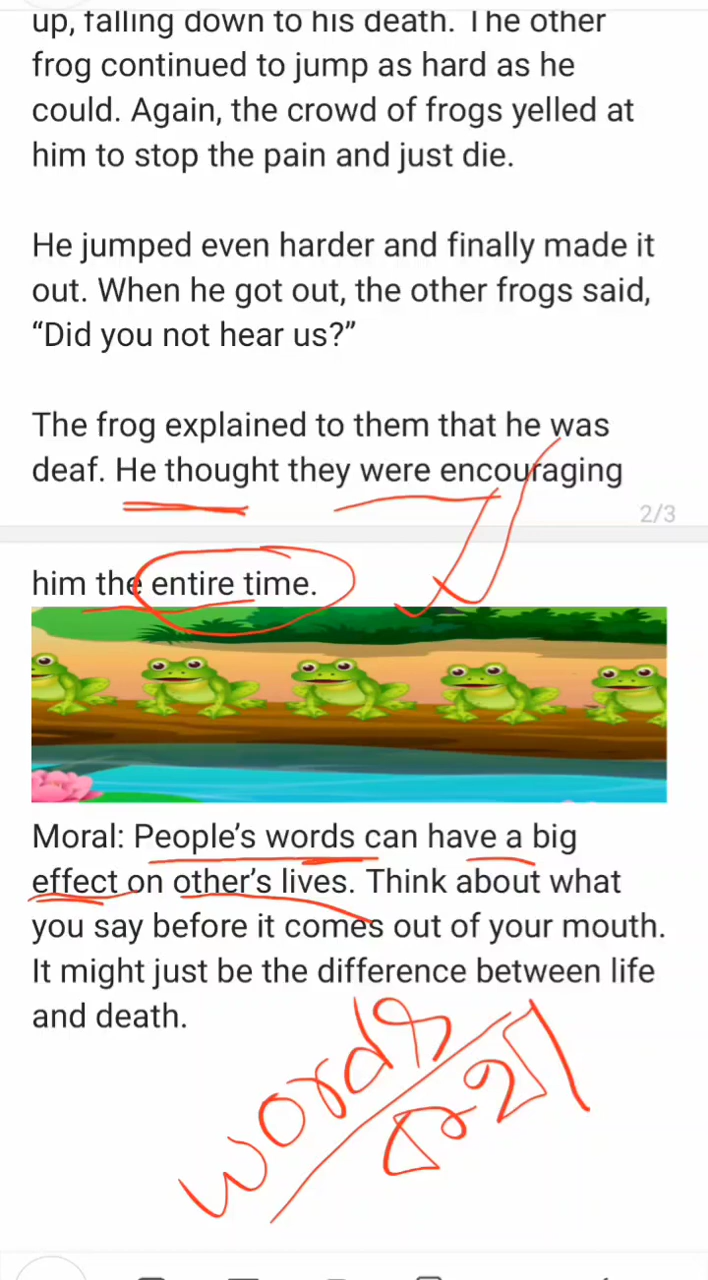 up, falling down to his death. The other
frog continued to jump as hard as he
could. Again, the crowd of frogs yelled at
him to stop the pain and just die.
He jumped even harder and finally made it
out. When he got out, the other frogs said,
“Did you not hear us?”
The frog explained to them that he was
deaf. He thought they were encouraging
2/3
him the entire time.
Moral: People’s words can have a big
effect on other’s lives. Think about what
you say before it comes out of your mouth.
It might just be the difference between life
and death.
words